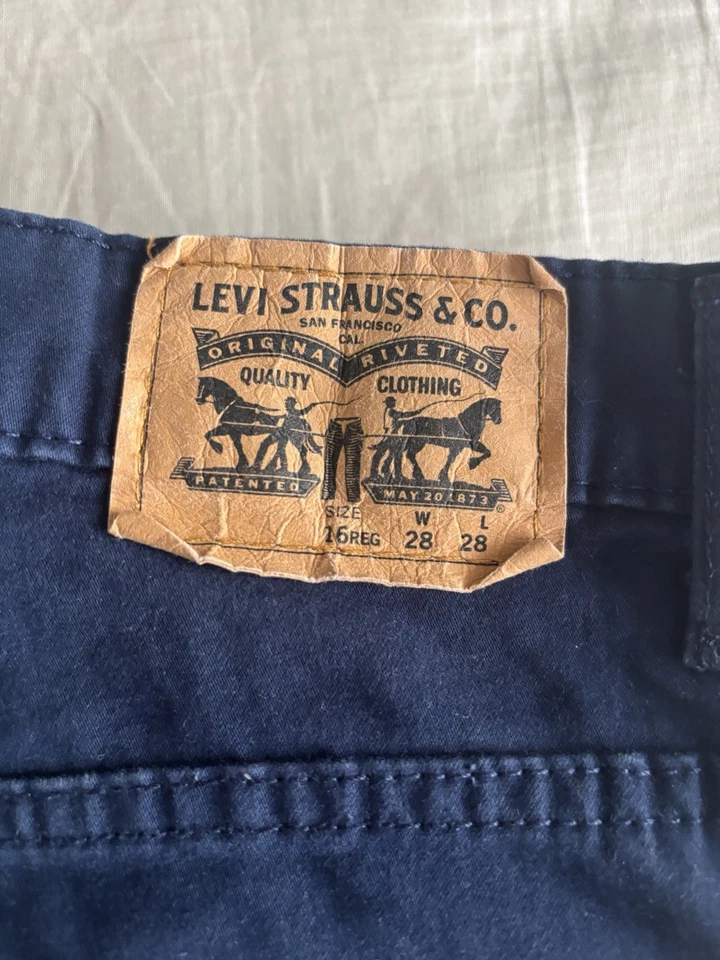 LEVI STRAUSS & CO.
SAN FRANCISCO
CAL
ORIGINAL RIVETED
QUALITY CLOTHING
PATENTED MAY 20 1873
®
SIZE W L
16REG 28 28